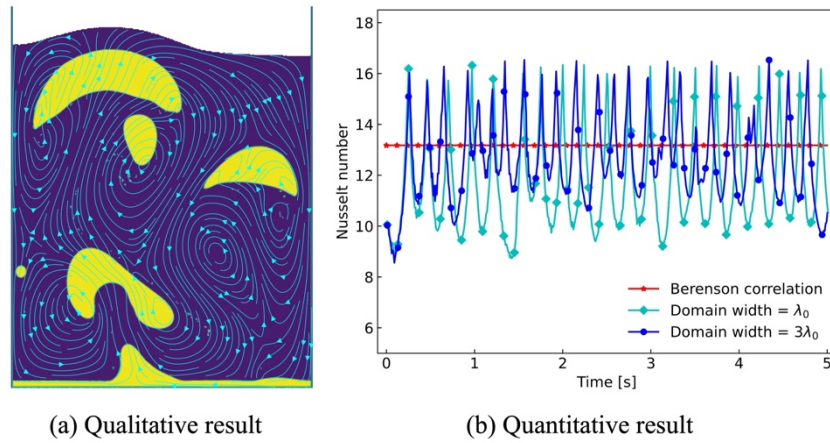 16
14
12
10
8
6
Nusselt number
0 1 2 3 4 5
Time [s]
Berenson correlation
Domain width = λ₀
Domain width = 3λ₀
(a) Qualitative result
(b) Quantitative result